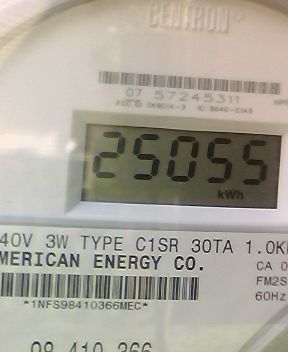 CENTRON®
07 57245311
25055
kWh
40V 3W TYPE C1SR 30TA 1.0K
MERICAN ENERGY CO.
CA 0
FM2S
60Hz
*1NFS98410366MEC*
98 410 366